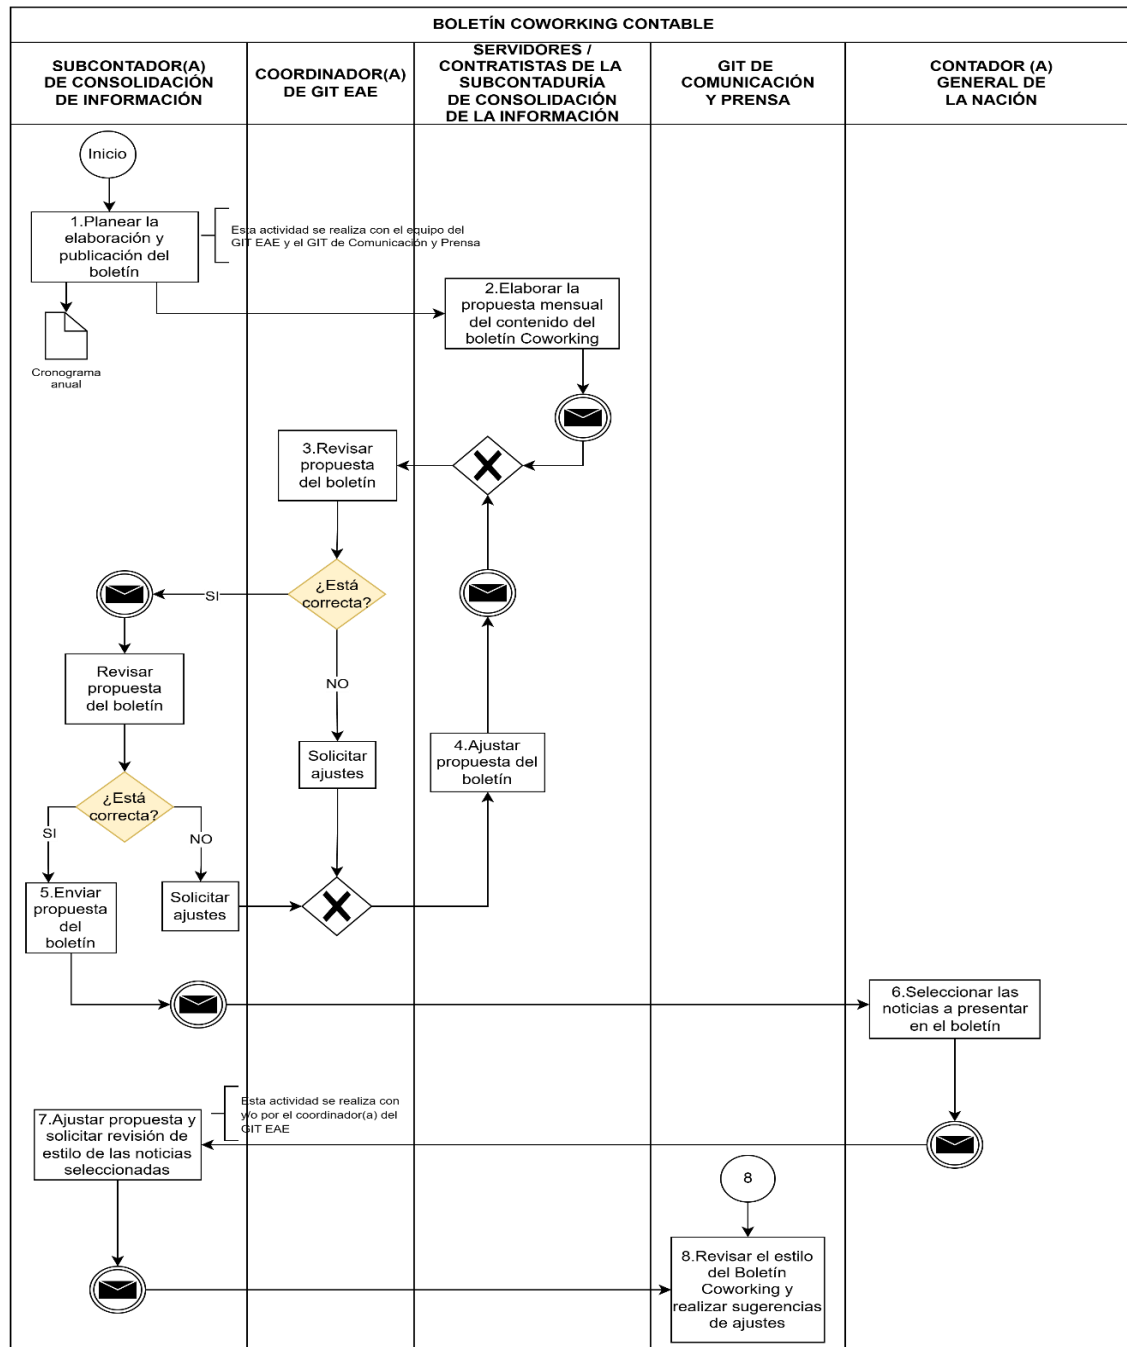 BOLETÍN COWORKING CONTABLE
SUBCONTADOR(A)
DE CONSOLIDACIÓN
DE INFORMACIÓN
COORDINADOR(A)
DE GIT EAE
SERVIDORES /
CONTRATISTAS DE LA
SUBCONTADURÍA
DE CONSOLIDACIÓN
DE LA INFORMACIÓN
GIT DE
COMUNICACIÓN
Y PRENSA
CONTADOR (A)
GENERAL DE
LA NACIÓN
Inicio
1.Planear la
elaboración y
publicación del
boletín
Esta actividad se realiza con el equipo del
GIT EAE y el GIT de Comunicación y Prensa
Cronograma
anual
2.Elaborar la
propuesta mensual
del contenido del
boletín Coworking
3.Revisar
propuesta
del boletín
¿Está
correcta?
SI
NO
Revisar
propuesta
del boletín
Solicitar
ajustes
4.Ajustar
propuesta del
boletín
¿Está
correcta?
SI
NO
5.Enviar
propuesta
del
boletín
Solicitar
ajustes
6.Seleccionar las
noticias a presentar
en el boletín
Esta actividad se realiza con
y/o por el coordinador(a) del
GIT EAE
7.Ajustar propuesta y
solicitar revisión de
estilo de las noticias
seleccionadas
8
8.Revisar el estilo
del Boletín
Coworking y
realizar sugerencias
de ajustes